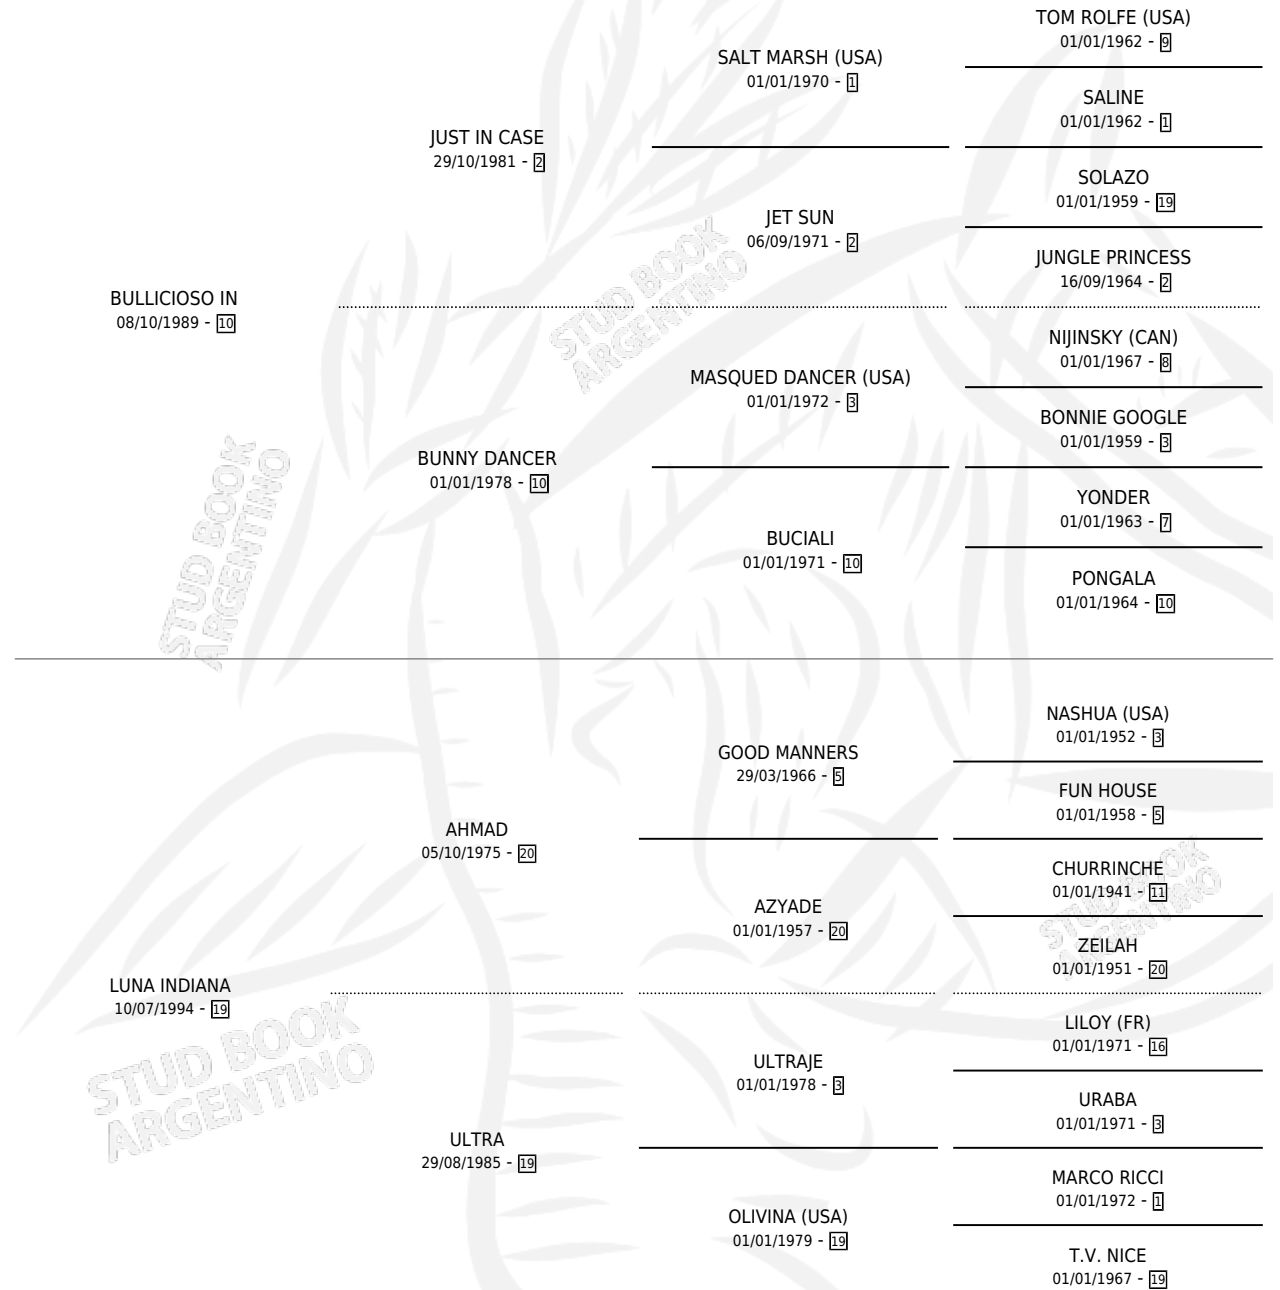 TOM ROLFE (USA)
01/01/1962 - 9
SALT MARSH (USA)
01/01/1970 - 1
SALINE
01/01/1962 - 1
JUST IN CASE
29/10/1981 - 2
SOLAZO
01/01/1959 - 19
JET SUN
06/09/1971 - 2
JUNGLE PRINCESS
16/09/1964 - 2
BULLICIOSO IN
08/10/1989 - 10
NIJINSKY (CAN)
01/01/1967 - 8
MASQUED DANCER (USA)
01/01/1972 - 3
BONNIE GOOGLE
01/01/1959 - 3
BUNNY DANCER
01/01/1978 - 10
YONDER
01/01/1963 - 7
BUCIALI
01/01/1971 - 10
PONGALA
01/01/1964 - 10
NASHUA (USA)
01/01/1952 - 3
GOOD MANNERS
29/03/1966 - 5
FUN HOUSE
01/01/1958 - 5
AHMAD
05/10/1975 - 20
CHURRINCHE
01/01/1941 - 11
AZYADE
01/01/1957 - 20
ZEILAH
01/01/1951 - 20
LUNA INDIANA
10/07/1994 - 19
LILOY (FR)
01/01/1971 - 16
ULTRAJE
01/01/1978 - 3
URABA
01/01/1971 - 3
ULTRA
29/08/1985 - 19
MARCO RICCI
01/01/1972 - 1
OLIVINA (USA)
01/01/1979 - 19
T.V. NICE
01/01/1967 - 19
STUD BOOK
ARGENTINO
STUD BOOK
ARGENTINO
STUD BOOK
ARGENTINO
STUD BOOK
ARGENTINO